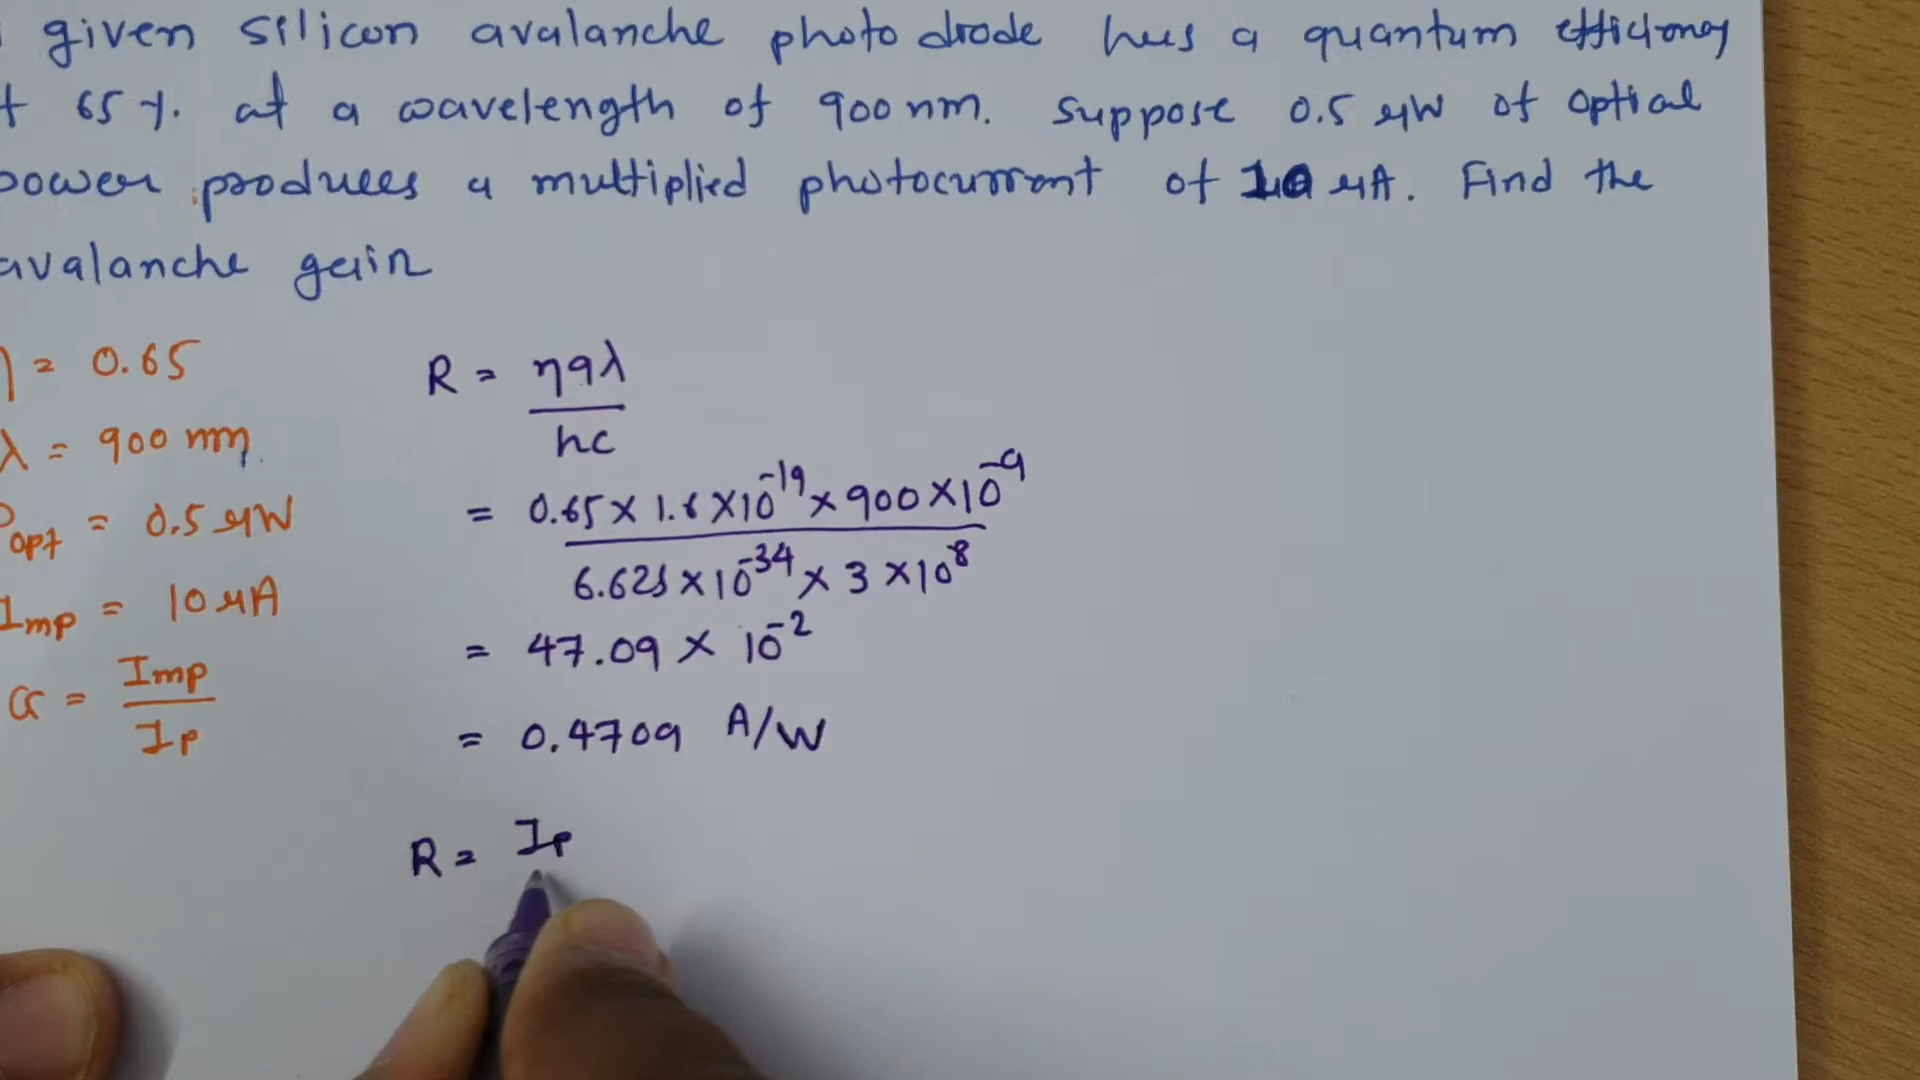 given silicon avalanche photo diode has a quantum efficiency
65 %. at a wavelength of 900 nm. suppose 0.5 μW of optial
power produces a multiplied photocurrent of 10 μA. Find the
avalanche gain
η = 0.65
λ = 900 nm
Popt = 0.5 μW
Imp = 10 μA
G = Imp / Ip
R = ηqλ / hc
= 0.65 × 1.6 × 10⁻¹⁹ × 900 × 10⁻⁹
6.625 × 10⁻³⁴ × 3 × 10⁸
= 47.09 × 10⁻²
= 0.4709 A/W
R = Ip